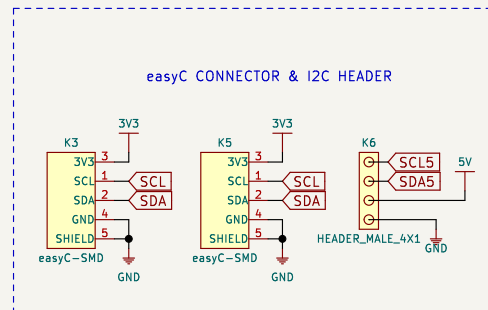 easyC CONNECTOR & I2C HEADER
K3
3V3
3V3 3
SCL 1 SCL
SDA 2 SDA
GND 4
SHIELD 5
easyC-SMD
GND
K5
3V3
3V3 3
SCL 1 SCL
SDA 2 SDA
GND 4
SHIELD 5
easyC-SMD
GND
K6
SCL5
SDA5
5V
HEADER_MALE_4X1
GND